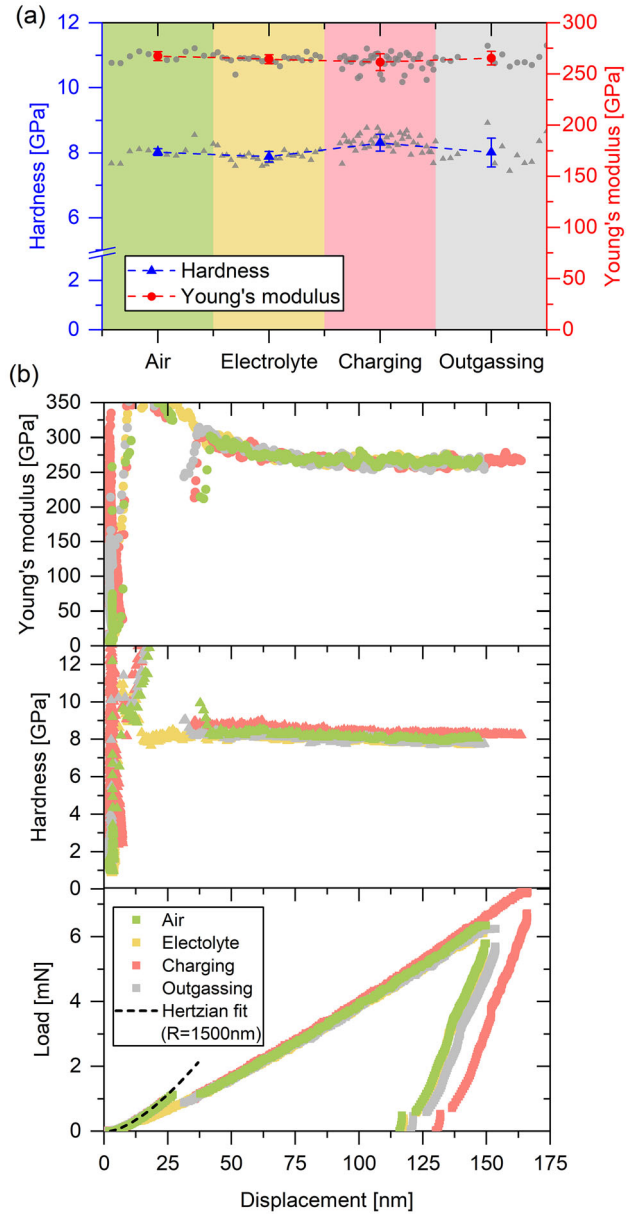 (a)
12
10
8
6
2
0
Hardness [GPa]
300
250
200
150
100
75
50
25
0
Young's modulus [GPa]
Hardness
Young's modulus
Air Electrolyte Charging Outgassing
(b)
350
300
250
200
150
100
50
0
Young's modulus [GPa]
12
10
8
6
4
2
0
Hardness [GPa]
6
4
2
0
Load [mN]
Air
Electolyte
Charging
Outgassing
Hertzian fit
(R=1500nm)
0 25 50 75 100 125 150 175
Displacement [nm]